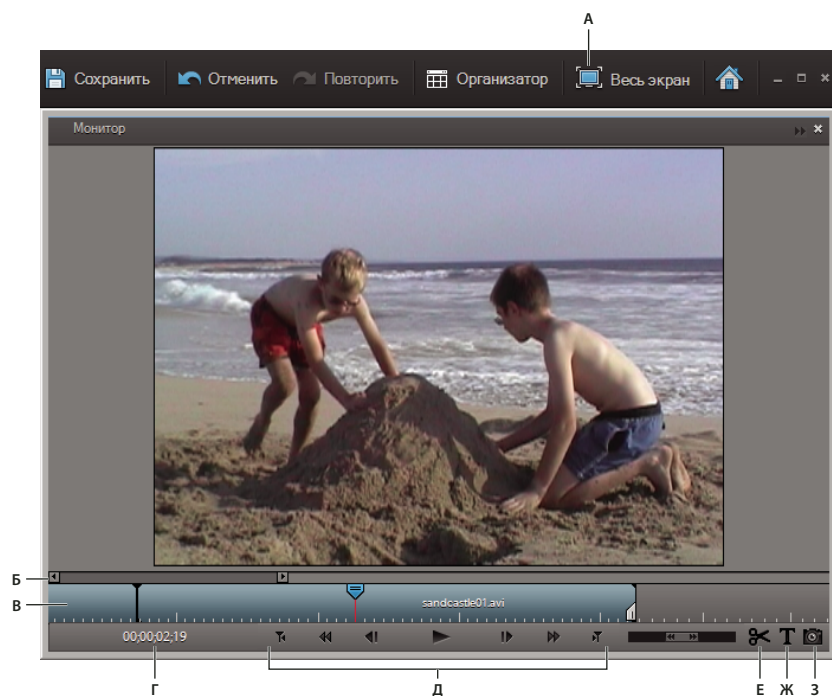 А
Сохранить Отменить Повторить Организатор Весь экран
Монитор
Б
В
sandcastle01.avi
00;00;02;19
Г Д Е Ж З